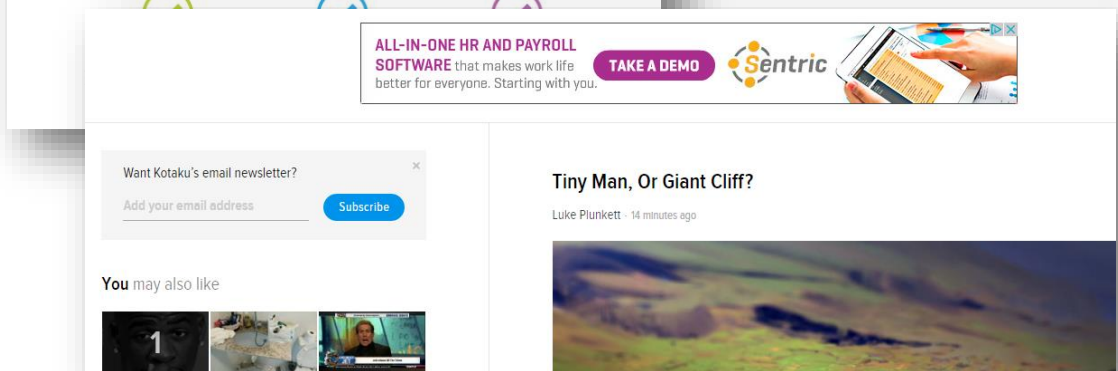 ALL-IN-ONE HR AND PAYROLL
SOFTWARE that makes work life
better for everyone. Starting with you.
TAKE A DEMO
Sentric
Want Kotaku's email newsletter?
Add your email address
Subscribe
Tiny Man, Or Giant Cliff?
Luke Plunkett - 14 minutes ago
You may also like
1